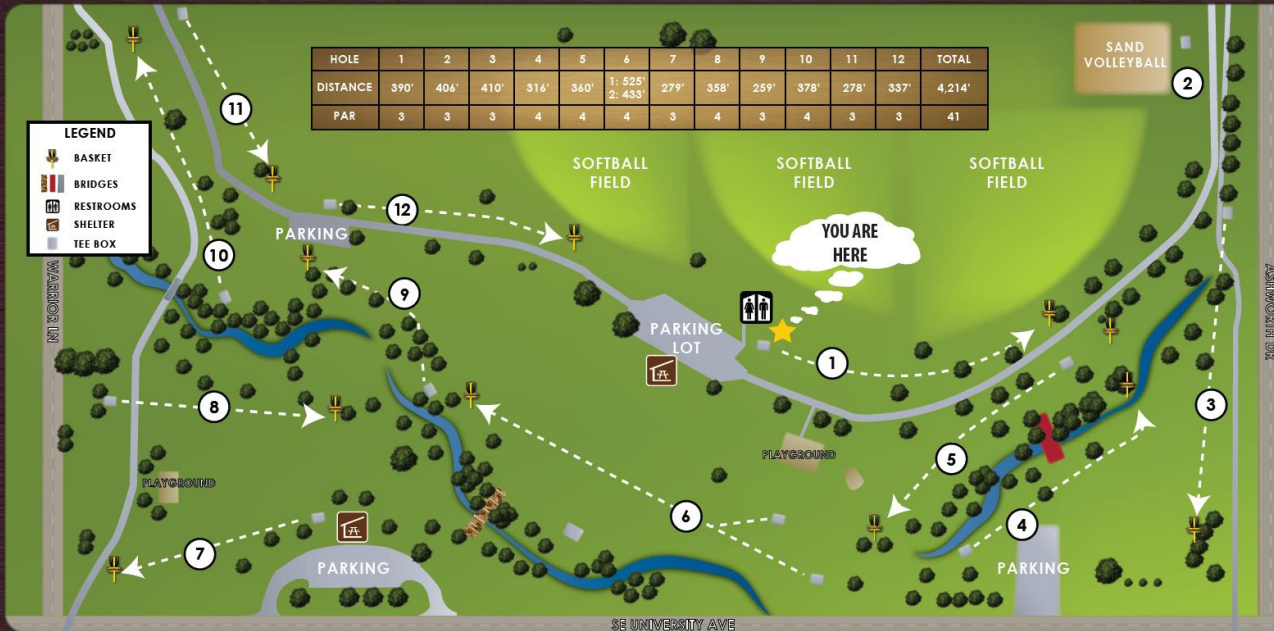 HOLE 1 2 3 4 5 6 7 8 9 10 11 12 TOTAL
DISTANCE 390' 406' 410' 316' 360' 1: 525' 2: 433' 279' 358' 259' 378' 278' 337' 4,214'
PAR 3 3 3 4 4 4 3 4 3 4 3 3 41
SAND
VOLLEYBALL
2
11
LEGEND
BASKET
BRIDGES
RESTROOMS
SHELTER
TEE BOX
SOFTBALL
FIELD
SOFTBALL
FIELD
SOFTBALL
FIELD
12
PARKING
YOU ARE
HERE
10
9
WARRIOR LN
ASHWORTH DR
PARKING
LOT
1
8
3
PLAYGROUND
5
PLAYGROUND
6
4
7
PARKING
PARKING
SE UNIVERSITY AVE